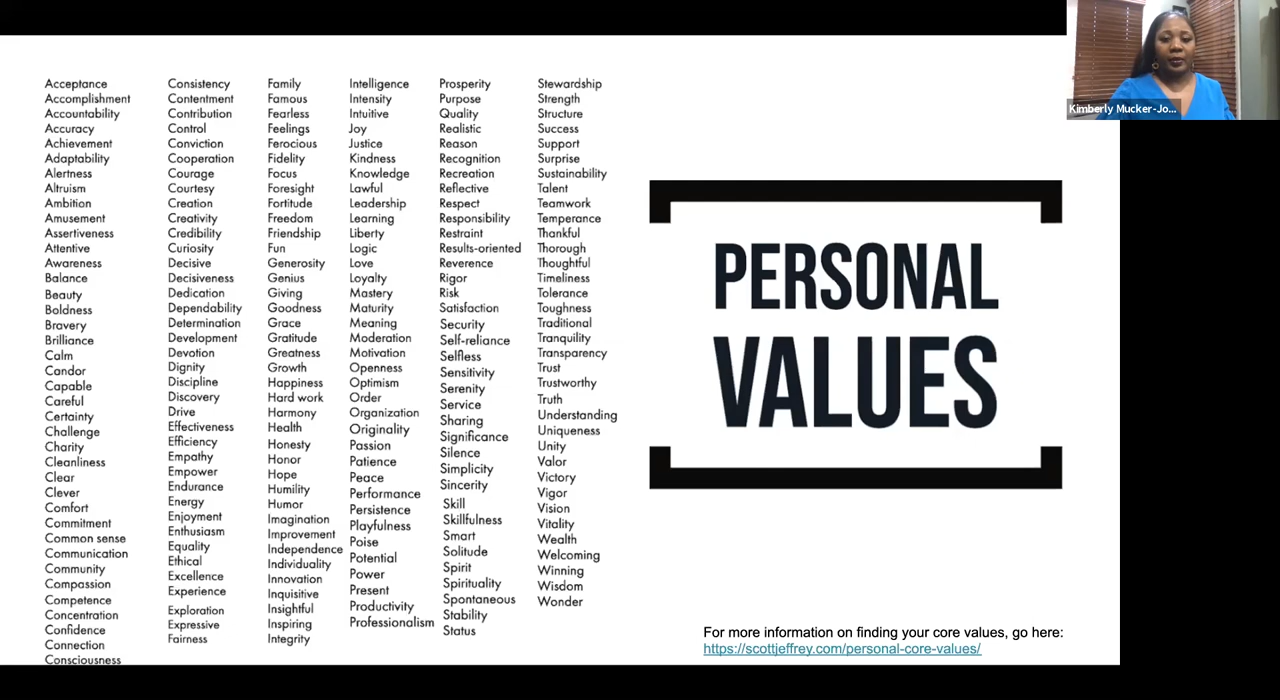 Acceptance
Accomplishment
Accountability
Accuracy
Achievement
Adaptability
Alertness
Altruism
Ambition
Amusement
Assertiveness
Attentive
Awareness
Balance
Beauty
Boldness
Bravery
Brilliance
Calm
Candor
Capable
Careful
Certainty
Challenge
Charity
Cleanliness
Clear
Clever
Comfort
Commitment
Common sense
Communication
Community
Compassion
Competence
Concentration
Confidence
Connection
Consciousness
Consistency
Contentment
Contribution
Control
Conviction
Cooperation
Courage
Courtesy
Creation
Creativity
Credibility
Curiosity
Decisive
Decisiveness
Dedication
Dependability
Determination
Development
Devotion
Dignity
Discipline
Discovery
Drive
Effectiveness
Efficiency
Empathy
Empower
Endurance
Energy
Enjoyment
Enthusiasm
Equality
Ethical
Excellence
Experience
Exploration
Expressive
Fairness
Family
Famous
Fearless
Feelings
Ferocious
Fidelity
Focus
Foresight
Fortitude
Freedom
Friendship
Fun
Generosity
Genius
Giving
Goodness
Grace
Gratitude
Greatness
Growth
Happiness
Hard work
Harmony
Health
Honesty
Honor
Hope
Humility
Humor
Imagination
Improvement
Independence
Individuality
Innovation
Inquisitive
Insightful
Inspiring
Integrity
Intelligence
Intensity
Intuitive
Joy
Justice
Kindness
Knowledge
Lawful
Leadership
Learning
Liberty
Logic
Love
Loyalty
Mastery
Maturity
Meaning
Moderation
Motivation
Openness
Optimism
Order
Organization
Originality
Passion
Patience
Peace
Performance
Persistence
Playfulness
Poise
Potential
Power
Present
Productivity
Professionalism
Prosperity
Purpose
Quality
Realistic
Reason
Recognition
Recreation
Reflective
Respect
Responsibility
Restraint
Results-oriented
Reverence
Rigor
Risk
Satisfaction
Security
Self-reliance
Selfless
Sensitivity
Serenity
Service
Sharing
Significance
Silence
Simplicity
Sincerity
Skill
Skillfulness
Smart
Solitude
Spirit
Spirituality
Spontaneous
Stability
Status
Stewardship
Strength
Structure
Success
Support
Surprise
Sustainability
Talent
Teamwork
Temperance
Thankful
Thorough
Thoughtful
Timeliness
Tolerance
Toughness
Traditional
Tranquility
Transparency
Trust
Trustworthy
Truth
Understanding
Uniqueness
Unity
Valor
Victory
Vigor
Vision
Vitality
Wealth
Welcoming
Winning
Wisdom
Wonder
PERSONAL
VALUES
For more information on finding your core values, go here:
https://scottjeffrey.com/personal-core-values/
Kimberly Mucker-Jo...